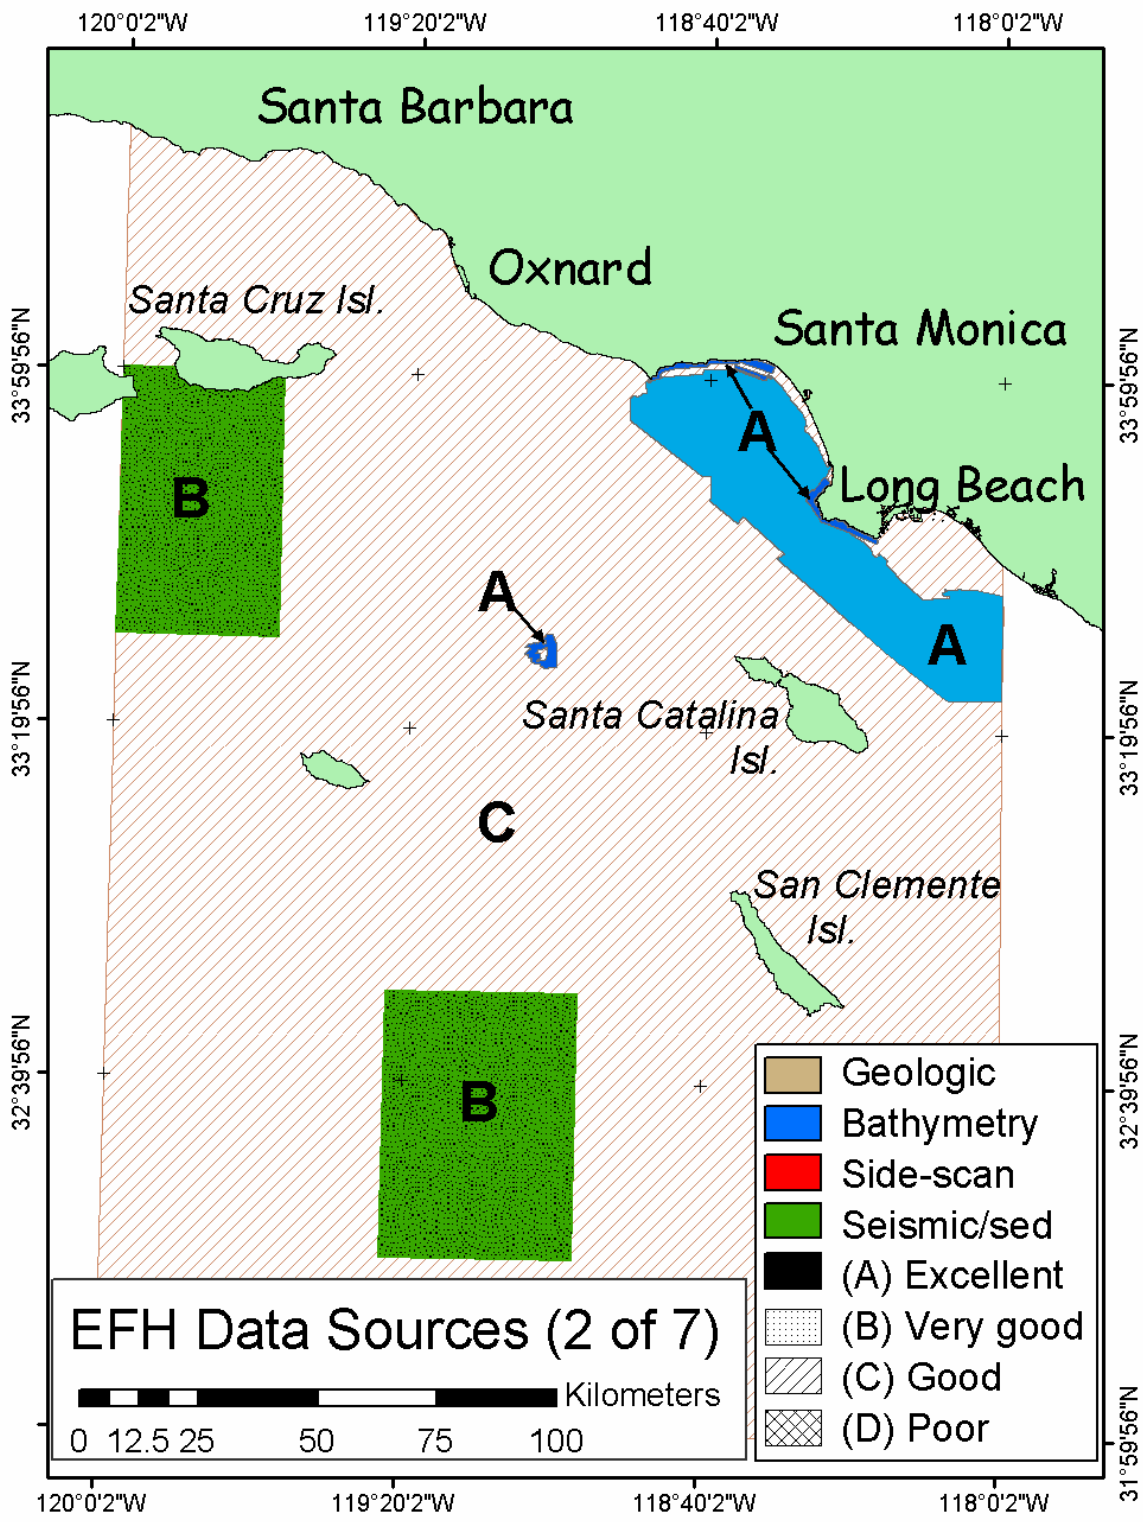 120°0'2"W
119°20'2"W
118°40'2"W
118°0'2"W
Santa Barbara
Oxnard
Santa Cruz Isl.
Santa Monica
33°59'56"N
33°59'56"N
A
Long Beach
B
A
A
Santa Catalina
Isl.
33°19'56"N
33°19'56"N
C
San Clemente
Isl.
32°39'56"N
32°39'56"N
B
Geologic
Bathymetry
Side-scan
Seismic/sed
(A) Excellent
(B) Very good
(C) Good
(D) Poor
EFH Data Sources (2 of 7)
Kilometers
0 12.5 25 50 75 100
31°59'56"N
120°0'2"W
119°20'2"W
118°40'2"W
118°0'2"W